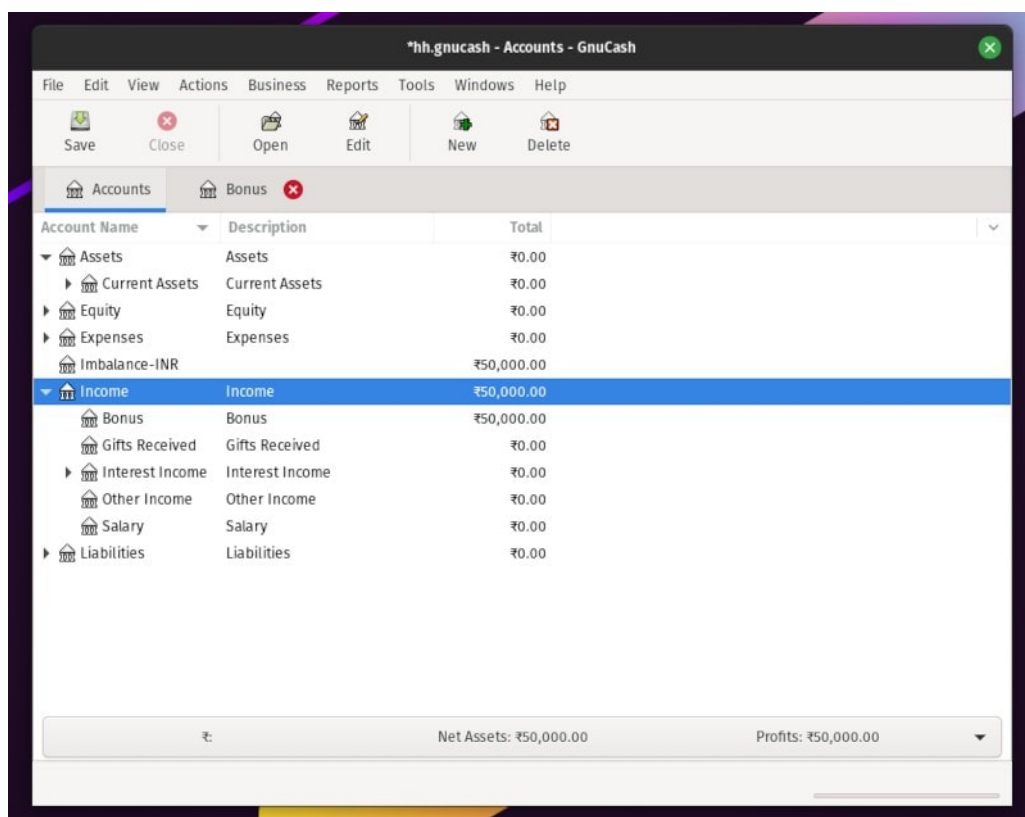 *hh.gnucash - Accounts - GnuCash
File Edit View Actions Business Reports Tools Windows Help
Save Close Open Edit New Delete
Accounts Bonus
Account Name Description Total
Assets Assets ₹0.00
Current Assets Current Assets ₹0.00
Equity Equity ₹0.00
Expenses Expenses ₹0.00
Imbalance-INR ₹50,000.00
Income Income ₹50,000.00
Bonus Bonus ₹50,000.00
Gifts Received Gifts Received ₹0.00
Interest Income Interest Income ₹0.00
Other Income Other Income ₹0.00
Salary Salary ₹0.00
Liabilities Liabilities ₹0.00
₹: Net Assets: ₹50,000.00 Profits: ₹50,000.00